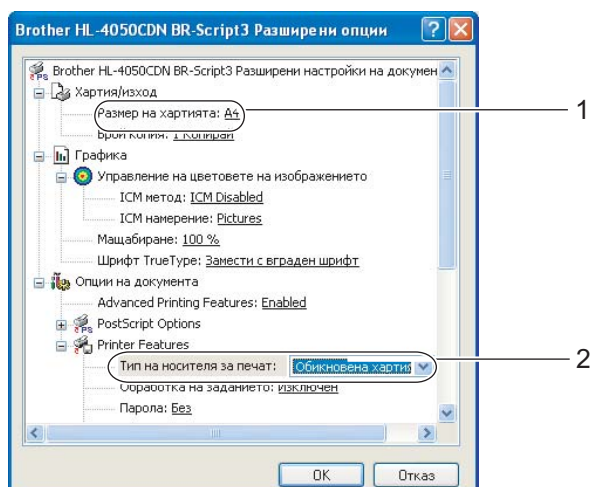 Brother HL-4050CDN BR-Script3 Разширени опции
Brother HL-4050CDN BR-Script3 Разширени настройки на докумен
Хартия/изход
Размер на хартията: A4
1
Брой копия: 1 Копирай
Графика
Управление на цветовете на изображението
ICM метод: ICM Disabled
ICM намерение: Pictures
Мащабиране: 100 %
Шрифт TrueType: Замести с вграден шрифт
Опции на документа
Advanced Printing Features: Enabled
PostScript Options
Printer Features
Тип на носителя за печат: Обикновена хартия
2
Обработка на заданието: Изключен
Парола: Без
OK Отказ